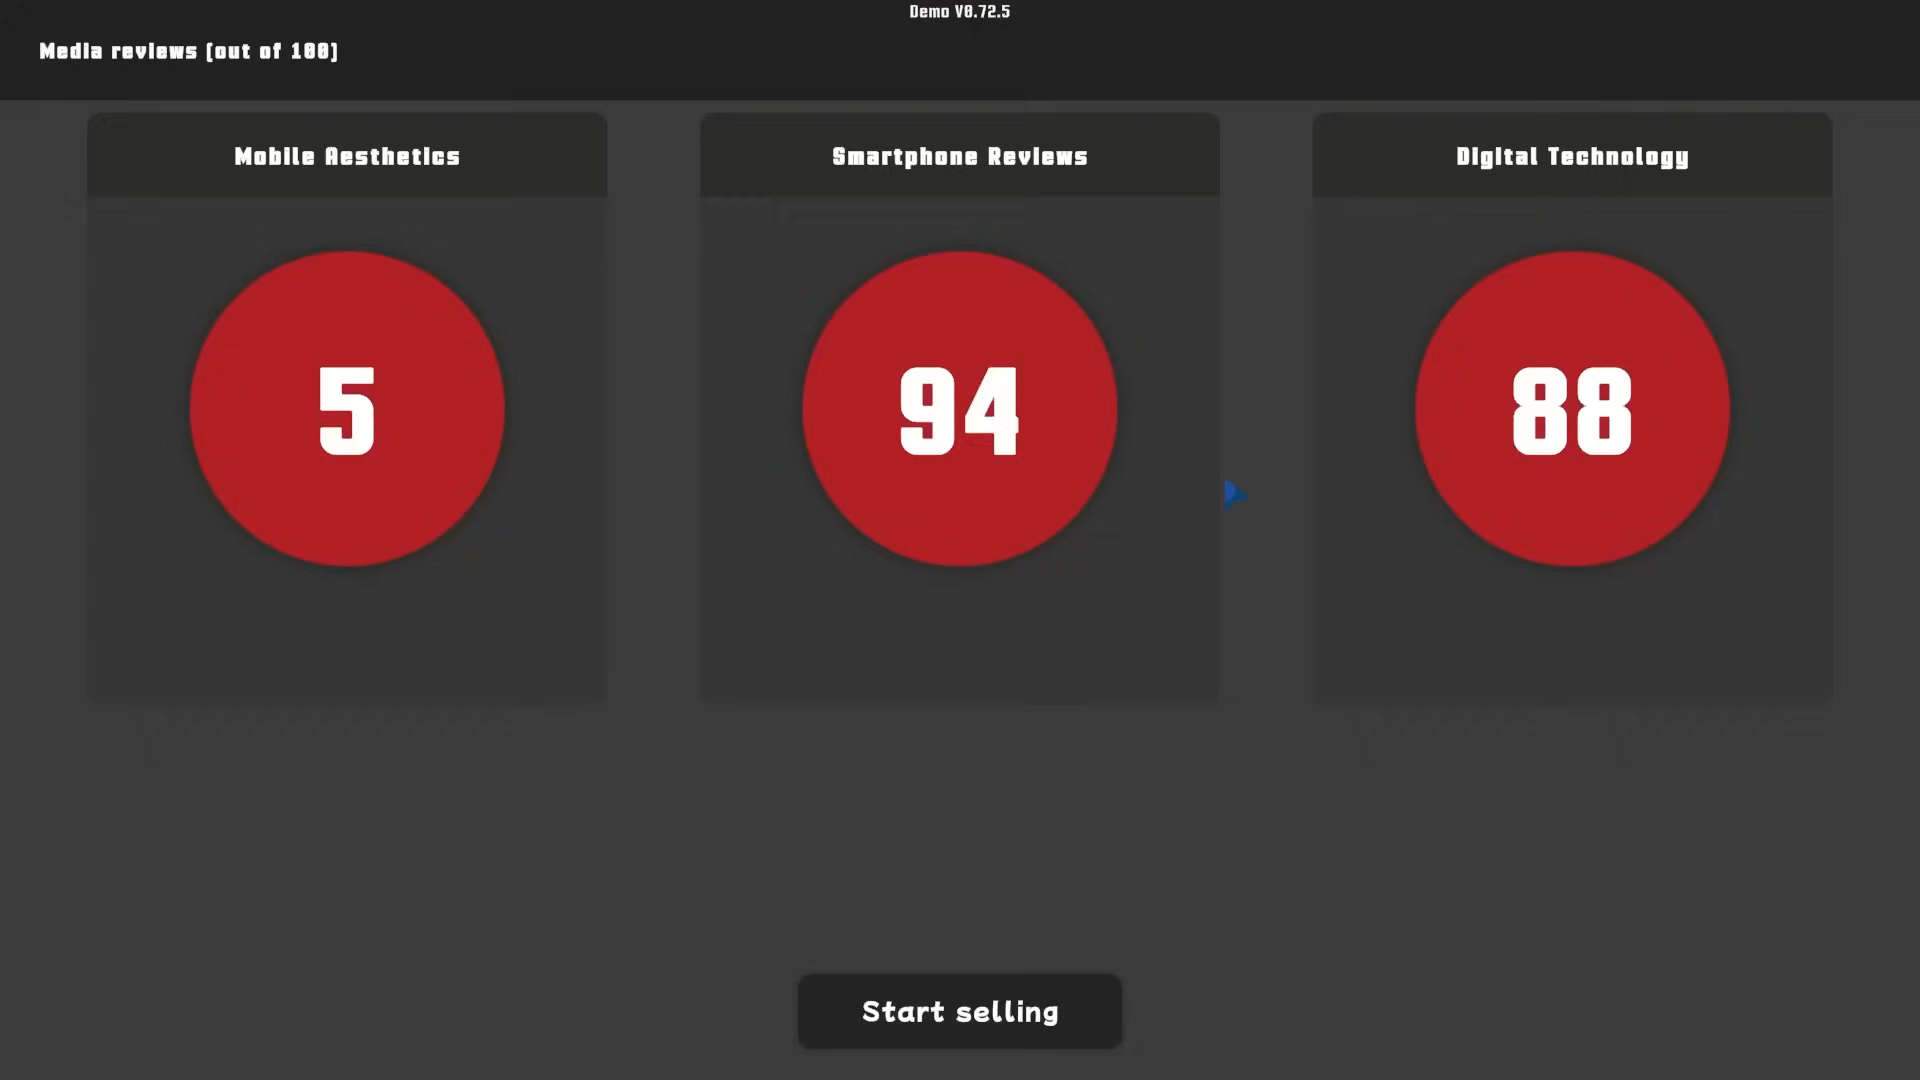 Demo V0.72.5
Media reviews (out of 100)
Mobile Aesthetics
Smartphone Reviews
Digital Technology
5
94
88
Start selling